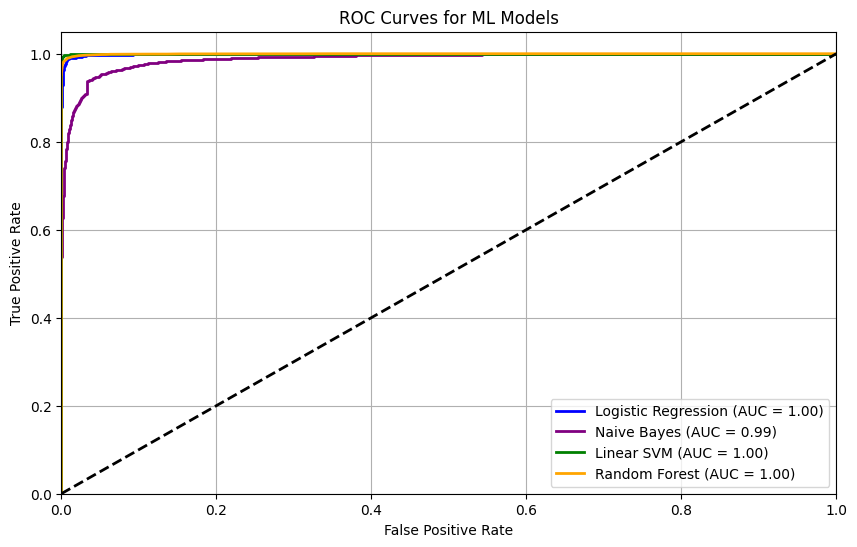 ROC Curves for ML Models
True Positive Rate
1.0
0.8
0.6
0.4
0.2
0.0
Logistic Regression (AUC = 1.00)
Naive Bayes (AUC = 0.99)
Linear SVM (AUC = 1.00)
Random Forest (AUC = 1.00)
0.0 0.2 0.4 0.6 0.8 1.0
False Positive Rate